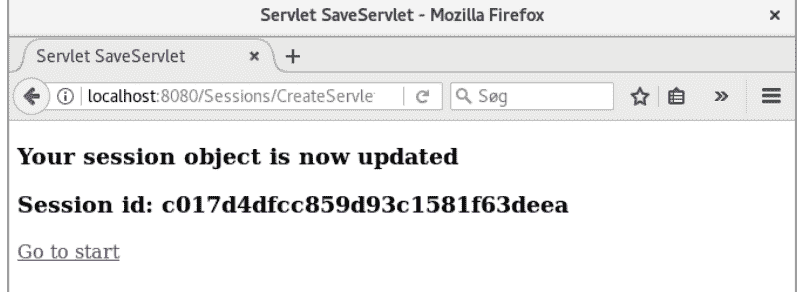 Servlet SaveServlet - Mozilla Firefox
Servlet SaveServlet
localhost:8080/Sessions/CreateServle
Søg
Your session object is now updated
Session id: c017d4dfcc859d93c1581f63deea
Go to start